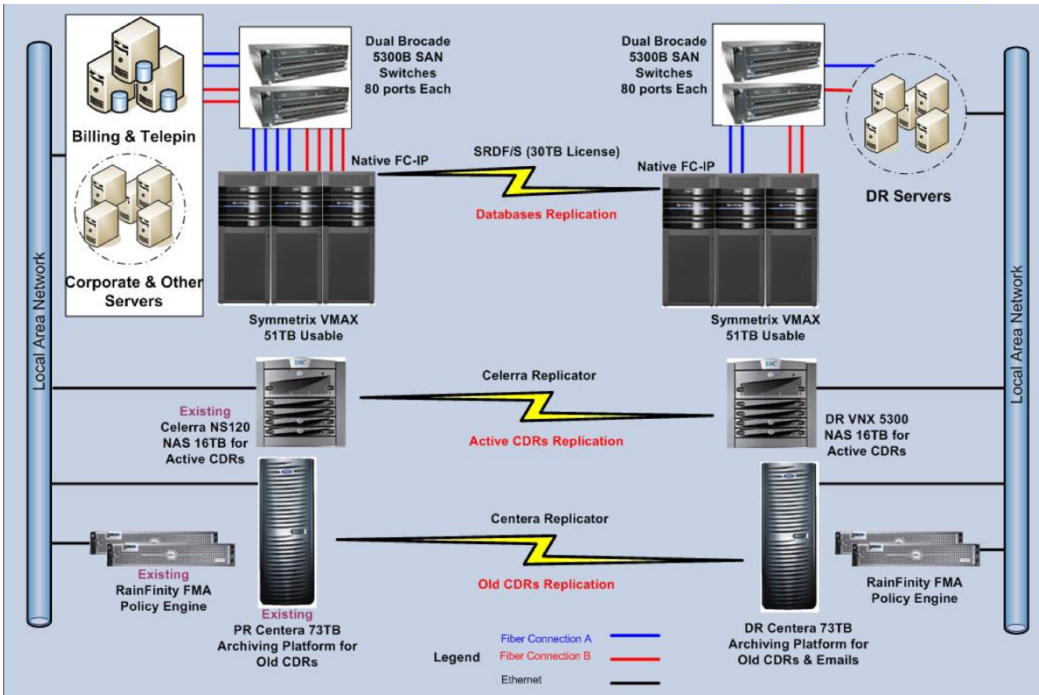 Local Area Network
Billing & Telepin
Corporate & Other
Servers
Dual Brocade
5300B SAN
Switches
80 ports Each
Native FC-IP
SRDF/S (30TB License)
Databases Replication
Native FC-IP
Dual Brocade
5300B SAN
Switches
80 ports Each
DR Servers
Local Area Network
Symmetrix VMAX
51TB Usable
Symmetrix VMAX
51TB Usable
Existing
Celerra NS120
NAS 16TB for
Active CDRs
Celerra Replicator
Active CDRs Replication
DR VNX 5300
NAS 16TB for
Active CDRs
Existing
RainFinity FMA
Policy Engine
Existing
PR Centera 73TB
Archiving Platform for
Old CDRs
Centera Replicator
Old CDRs Replication
RainFinity FMA
Policy Engine
DR Centera 73TB
Archiving Platform for
Old CDRs & Emails
Legend
Fiber Connection A
Fiber Connection B
Ethernet